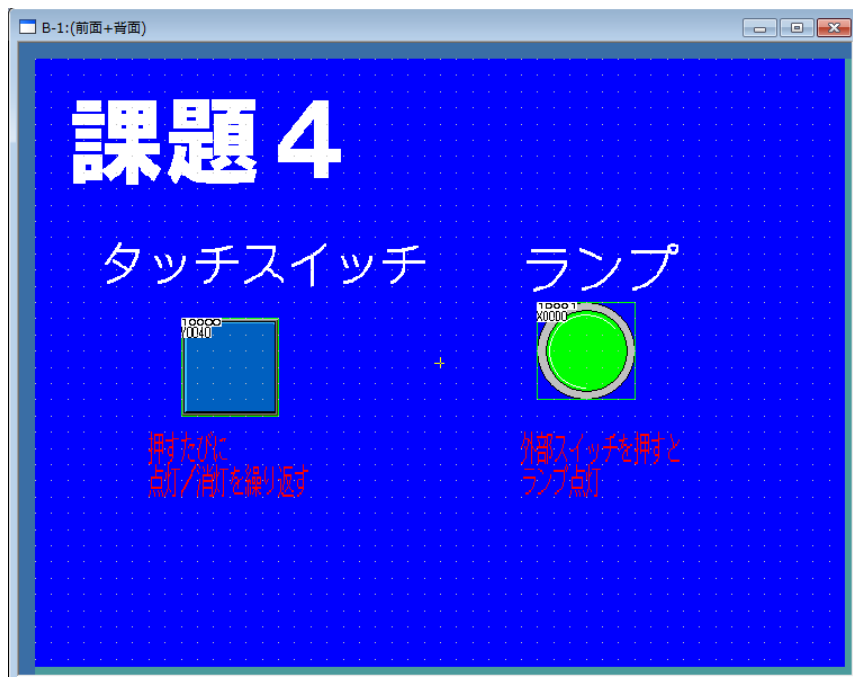 B-1:(前面+背面)
課題４
タッチスイッチ
ランプ
10000
Y0040
10001
X0000
押すたびに
点灯／消灯を繰り返す
外部スイッチを押すと
ランプ点灯